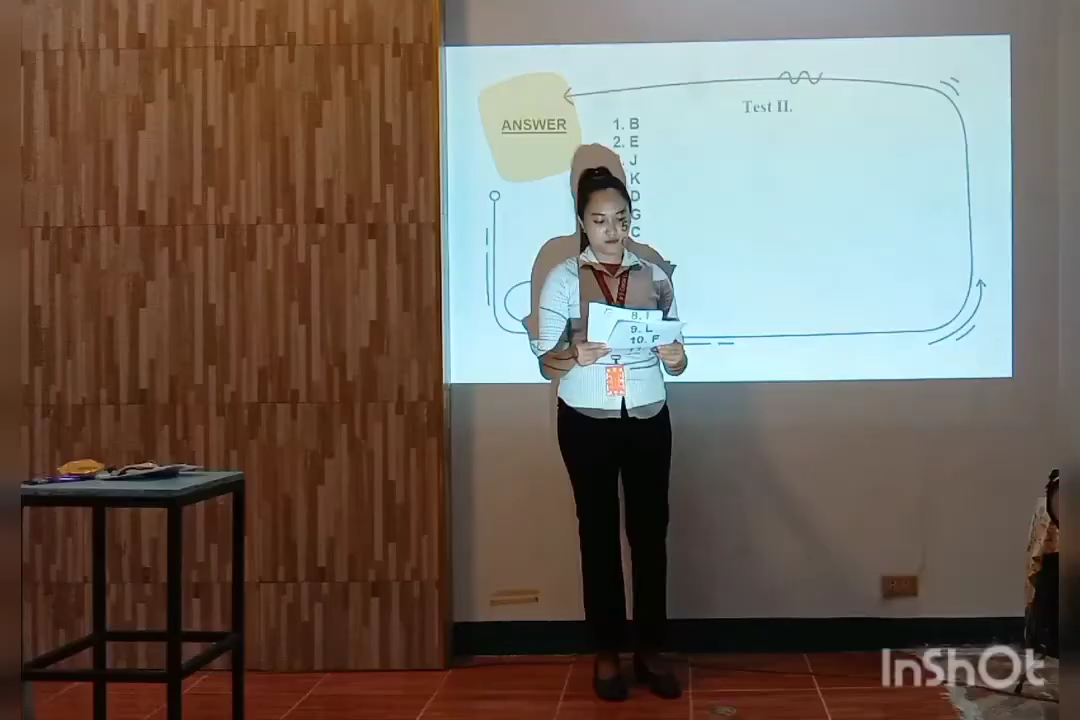 Test II.
ANSWER
1. B
2. E
J
K
D
G
C
8. I
9. L
10. F
InShOt